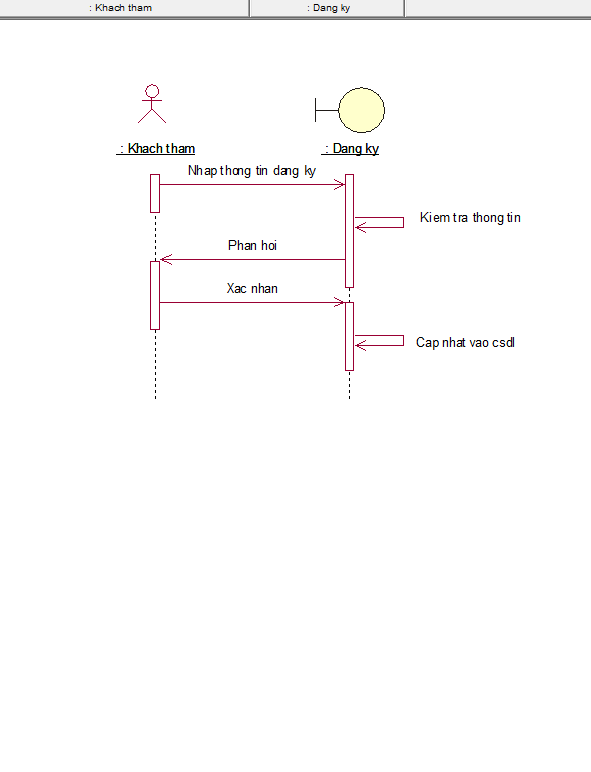 : Khach tham
: Dang ky
: Khach tham
: Dang ky
Nhap thong tin dang ky
Kiem tra thong tin
Phan hoi
Xac nhan
Cap nhat vao csdl